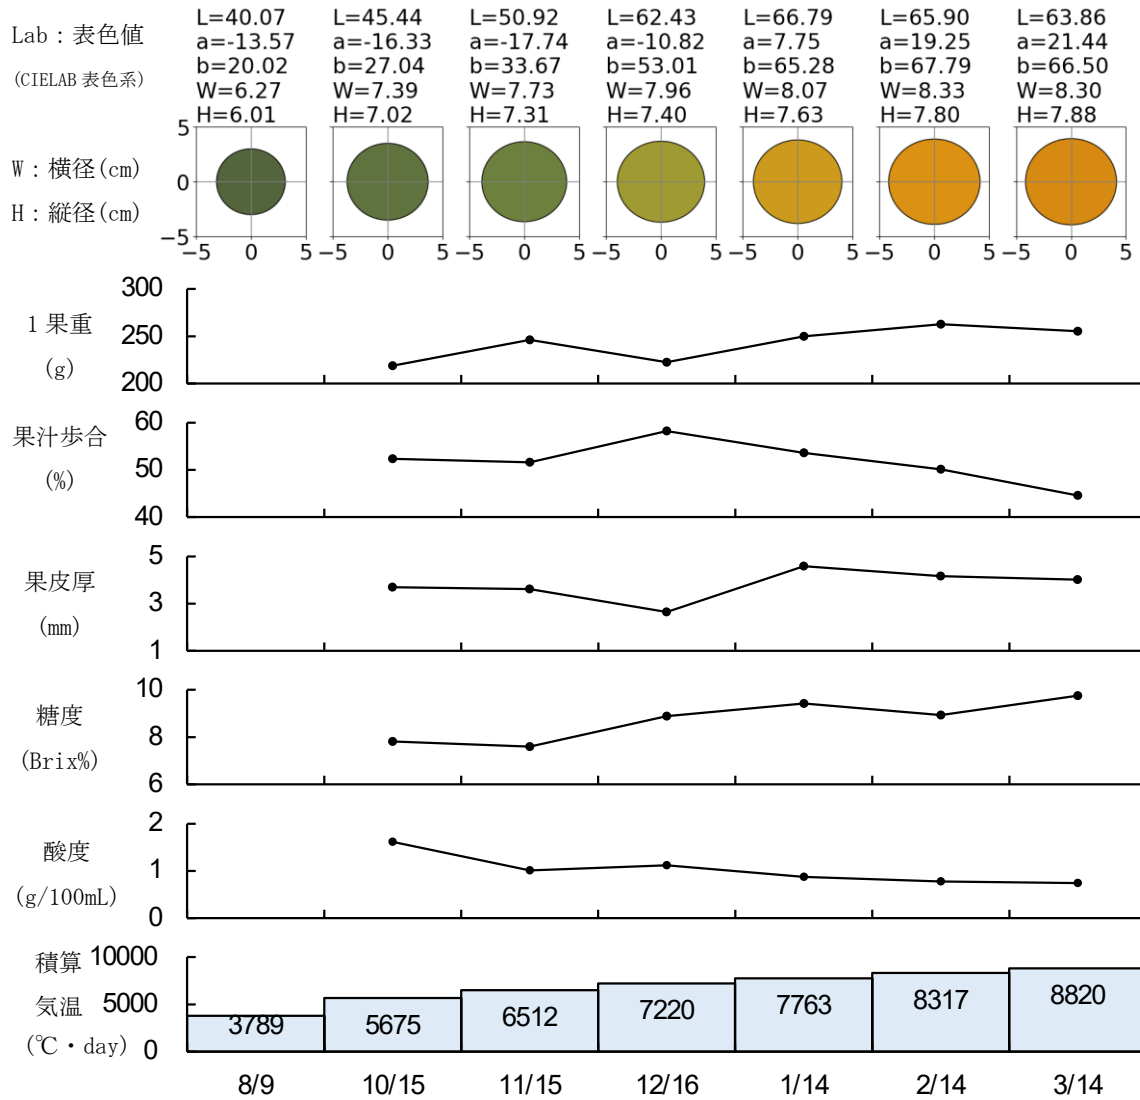 Lab：表色値
(CIELAB 表色系)
W：横径(cm)
H：縦径(cm)
L=40.07
a=-13.57
b=20.02
W=6.27
H=6.01
L=45.44
a=-16.33
b=27.04
W=7.39
H=7.02
L=50.92
a=-17.74
b=33.67
W=7.73
H=7.31
L=62.43
a=-10.82
b=53.01
W=7.96
H=7.40
L=66.79
a=7.75
b=65.28
W=8.07
H=7.63
L=65.90
a=19.25
b=67.79
W=8.33
H=7.80
L=63.86
a=21.44
b=66.50
W=8.30
H=7.88
5
0
−5
−5 0 5 −5 0 5 −5 0 5 −5 0 5 −5 0 5 −5 0 5 −5 0 5
1 果重
(g)
300
250
200
果汁歩合
(%)
60
50
40
果皮厚
(mm)
5
3
1
糖度
(Brix%)
10
8
6
酸度
(g/100mL)
2
1
0
積算
気温
(℃・day)
10000
5000
0
3789 5675 6512 7220 7763 8317 8820
8/9 10/15 11/15 12/16 1/14 2/14 3/14